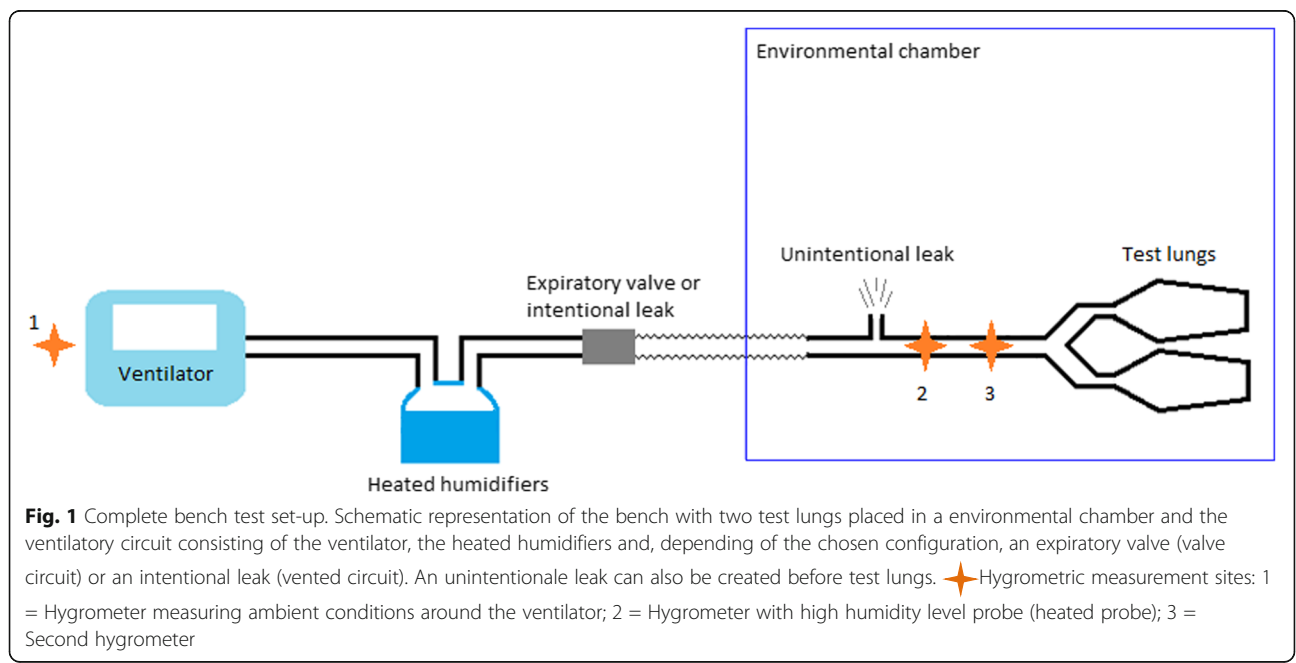 Environmental chamber
Unintentional leak
Test lungs
Expiratory valve or
intentional leak
1
Ventilator
2
3
Heated humidifiers
Fig. 1 Complete bench test set-up. Schematic representation of the bench with two test lungs placed in a environmental chamber and the
ventilatory circuit consisting of the ventilator, the heated humidifiers and, depending of the chosen configuration, an expiratory valve (valve
circuit) or an intentional leak (vented circuit). An unintentionale leak can also be created before test lungs. Hygrometric measurement sites: 1
= Hygrometer measuring ambient conditions around the ventilator; 2 = Hygrometer with high humidity level probe (heated probe); 3 =
Second hygrometer